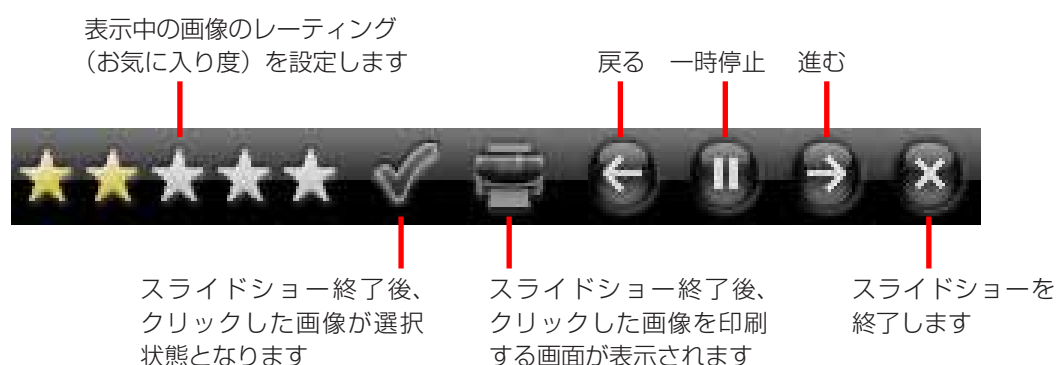 表示中の画像のレーティング
（お気に入り度）を設定します
戻る 一時停止 進む
スライドショー終了後、
クリックした画像が選択
状態となります
スライドショー終了後、
クリックした画像を印刷
する画面が表示されます
スライドショーを
終了します